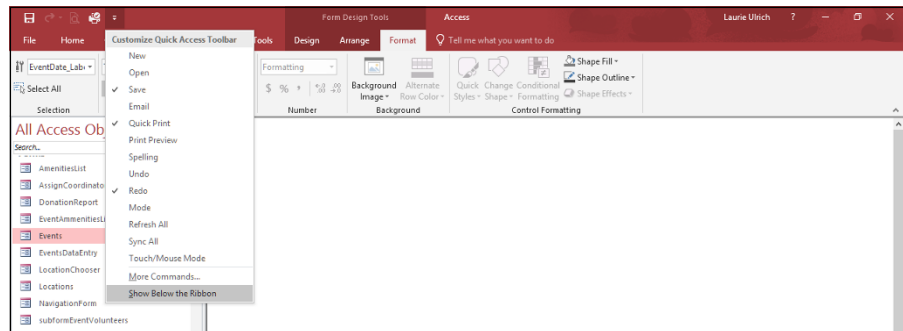 Form Design Tools Access Laurie Ulrich ?
File Home Tools Design Arrange Format Tell me what you want to do
Customize Quick Access Toolbar
New
Open
Save
Email
Quick Print
Print Preview
Spelling
Undo
Redo
Mode
Refresh All
Sync All
Touch/Mouse Mode
More Commands...
Show Below the Ribbon
EventDate_Lab
Select All
Selection
Formatting
$ % ,
Number
Background
Image
Alternate
Row Color
Background
Quick
Styles
Change
Shape
Conditional
Formatting
Shape Fill
Shape Outline
Shape Effects
Control Formatting
All Access Ob
Search...
AmenitiesList
AssignCoordinato
DonationReport
EventAmmenitiesLi
Events
EventsDataEntry
LocationChooser
Locations
NavigationForm
subformEventVolunteers